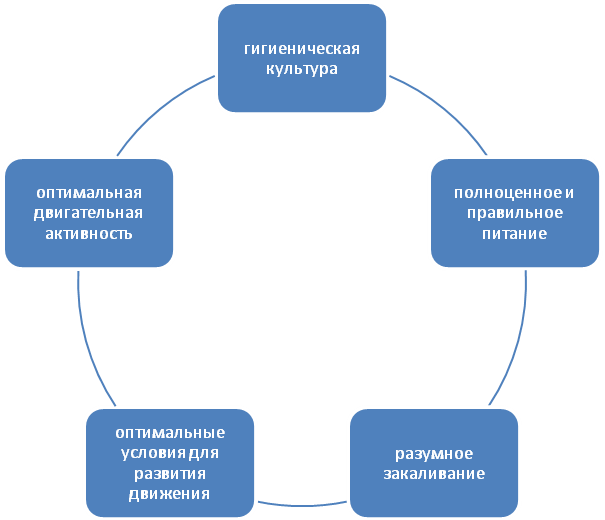 гигиеническая
культура
полноценное и
правильное
питание
разумное
закаливание
оптимальные
условия для
развития
движения
оптимальная
двигательная
активность